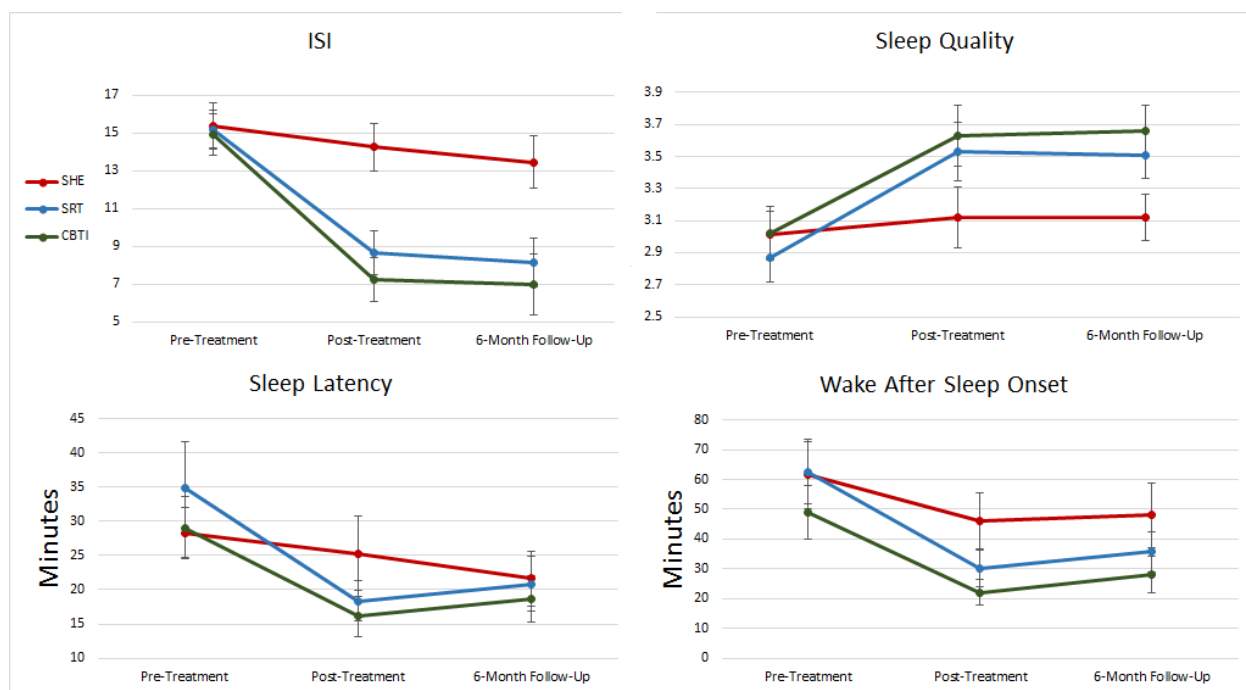 ISI
17
15
13
11
9
7
5
SHE
SRT
CBTI
Pre-Treatment Post-Treatment 6-Month Follow-Up
Sleep Quality
3.9
3.7
3.5
3.3
3.1
2.9
2.7
2.5
Pre-Treatment Post-Treatment 6-Month Follow-Up
Sleep Latency
Minutes
45
40
35
30
25
20
15
10
Pre-Treatment Post-Treatment 6-Month Follow-Up
Wake After Sleep Onset
Minutes
80
70
60
50
40
30
20
10
0
Pre-Treatment Post-Treatment 6-Month Follow-Up